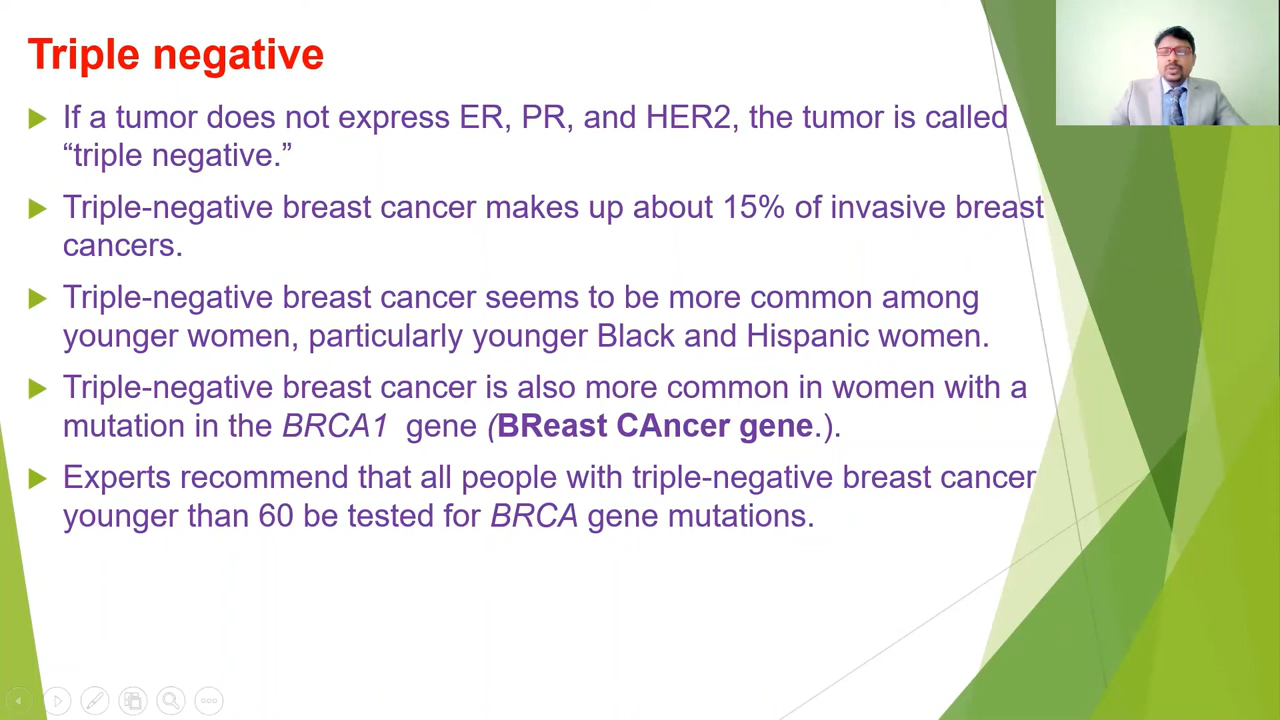 Triple negative
If a tumor does not express ER, PR, and HER2, the tumor is called
“triple negative.”
Triple-negative breast cancer makes up about 15% of invasive breast
cancers.
Triple-negative breast cancer seems to be more common among
younger women, particularly younger Black and Hispanic women.
Triple-negative breast cancer is also more common in women with a
mutation in the BRCA1 gene (BReast CAncer gene.).
Experts recommend that all people with triple-negative breast cancer
younger than 60 be tested for BRCA gene mutations.